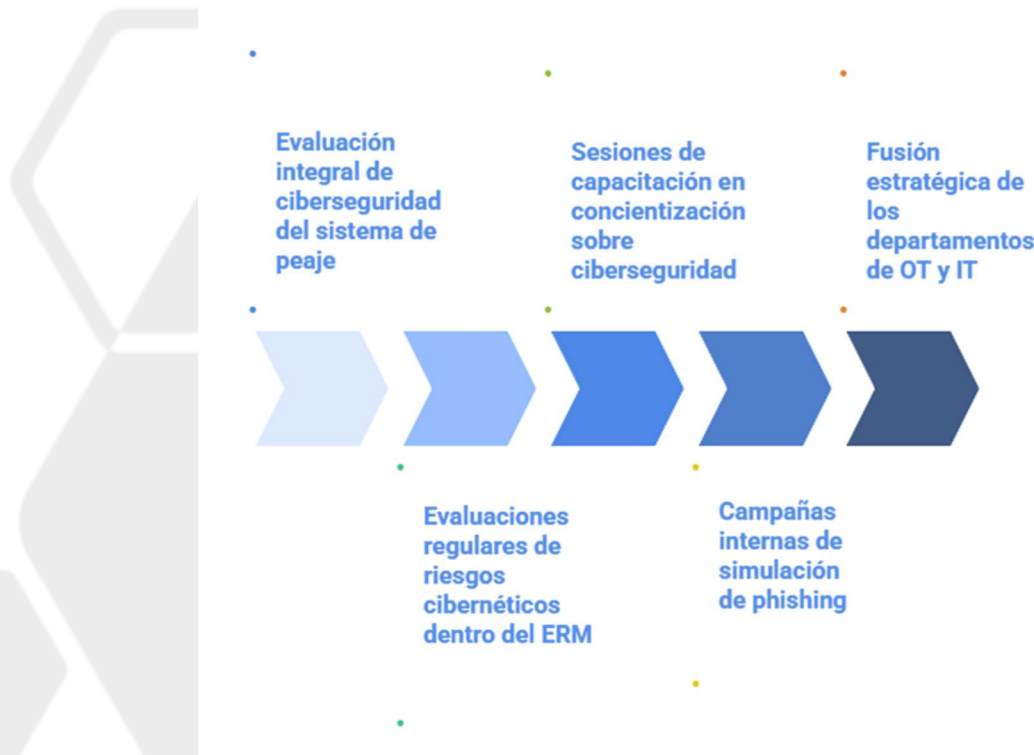 Evaluación
integral de
ciberseguridad
del sistema de
peaje
Sesiones de
capacitación en
concientización
sobre
ciberseguridad
Fusión
estratégica de
los
departamentos
de OT y IT
Evaluaciones
regulares de
riesgos
cibernéticos
dentro del ERM
Campañas
internas de
simulación
de phishing